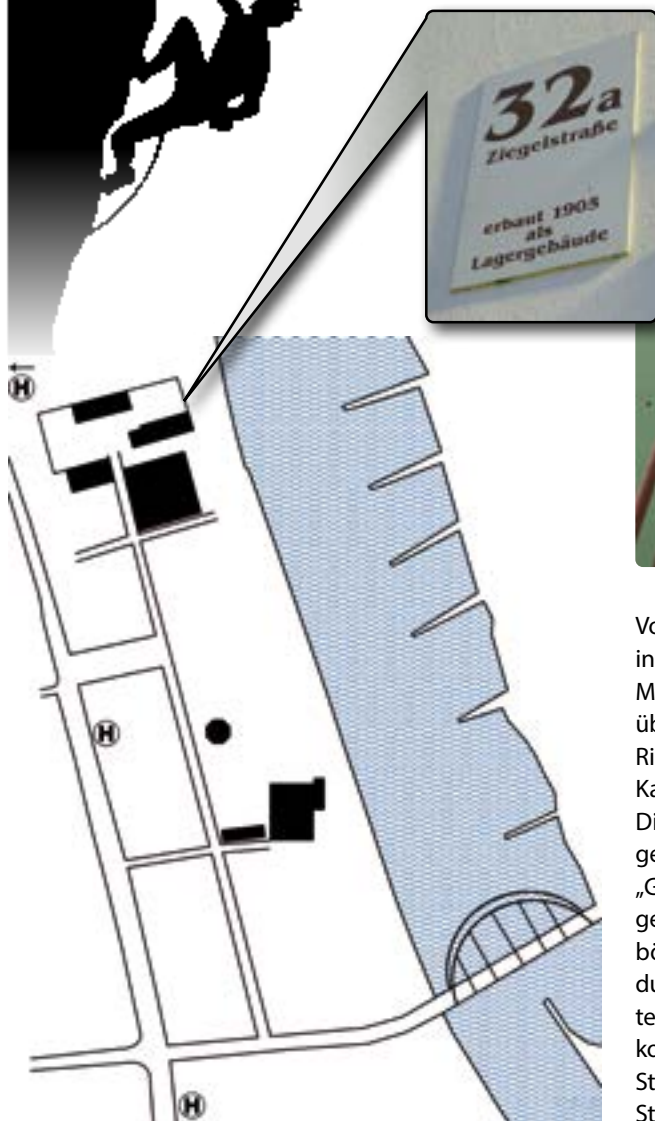 32a
Ziegelstraße
erbaut 1905
als
Lagergebäude
H
H
H
in
M
üb
Ri
Ka
Di
ge
„G
ge
bö
du
te
ko
St
St